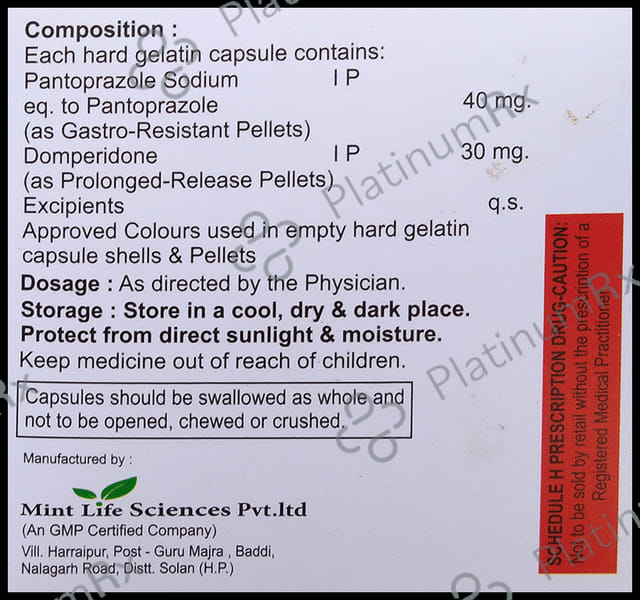 Composition :
Each hard gelatin capsule contains:
Pantoprazole Sodium I P
eq. to Pantoprazole 40 mg.
(as Gastro-Resistant Pellets)
Domperidone I P 30 mg.
(as Prolonged-Release Pellets)
Excipients q.s.
Approved Colours used in empty hard gelatin
capsule shells & Pellets
Dosage : As directed by the Physician.
Storage : Store in a cool, dry & dark place.
Protect from direct sunlight & moisture.
Keep medicine out of reach of children.
Capsules should be swallowed as whole and
not to be opened, chewed or crushed.
Manufactured by :
Mint Life Sciences Pvt.ltd
(An GMP Certified Company)
Vill. Harraipur, Post - Guru Majra , Baddi,
Nalagarh Road, Distt. Solan (H.P.)
SCHEDULE H PRESCRIPTION DRUG-CAUTION:
Not to be sold by retail without the prescription of a
Registered Medical Practitioner.
PlatinumRx
PlatinumRx
PlatinumRx